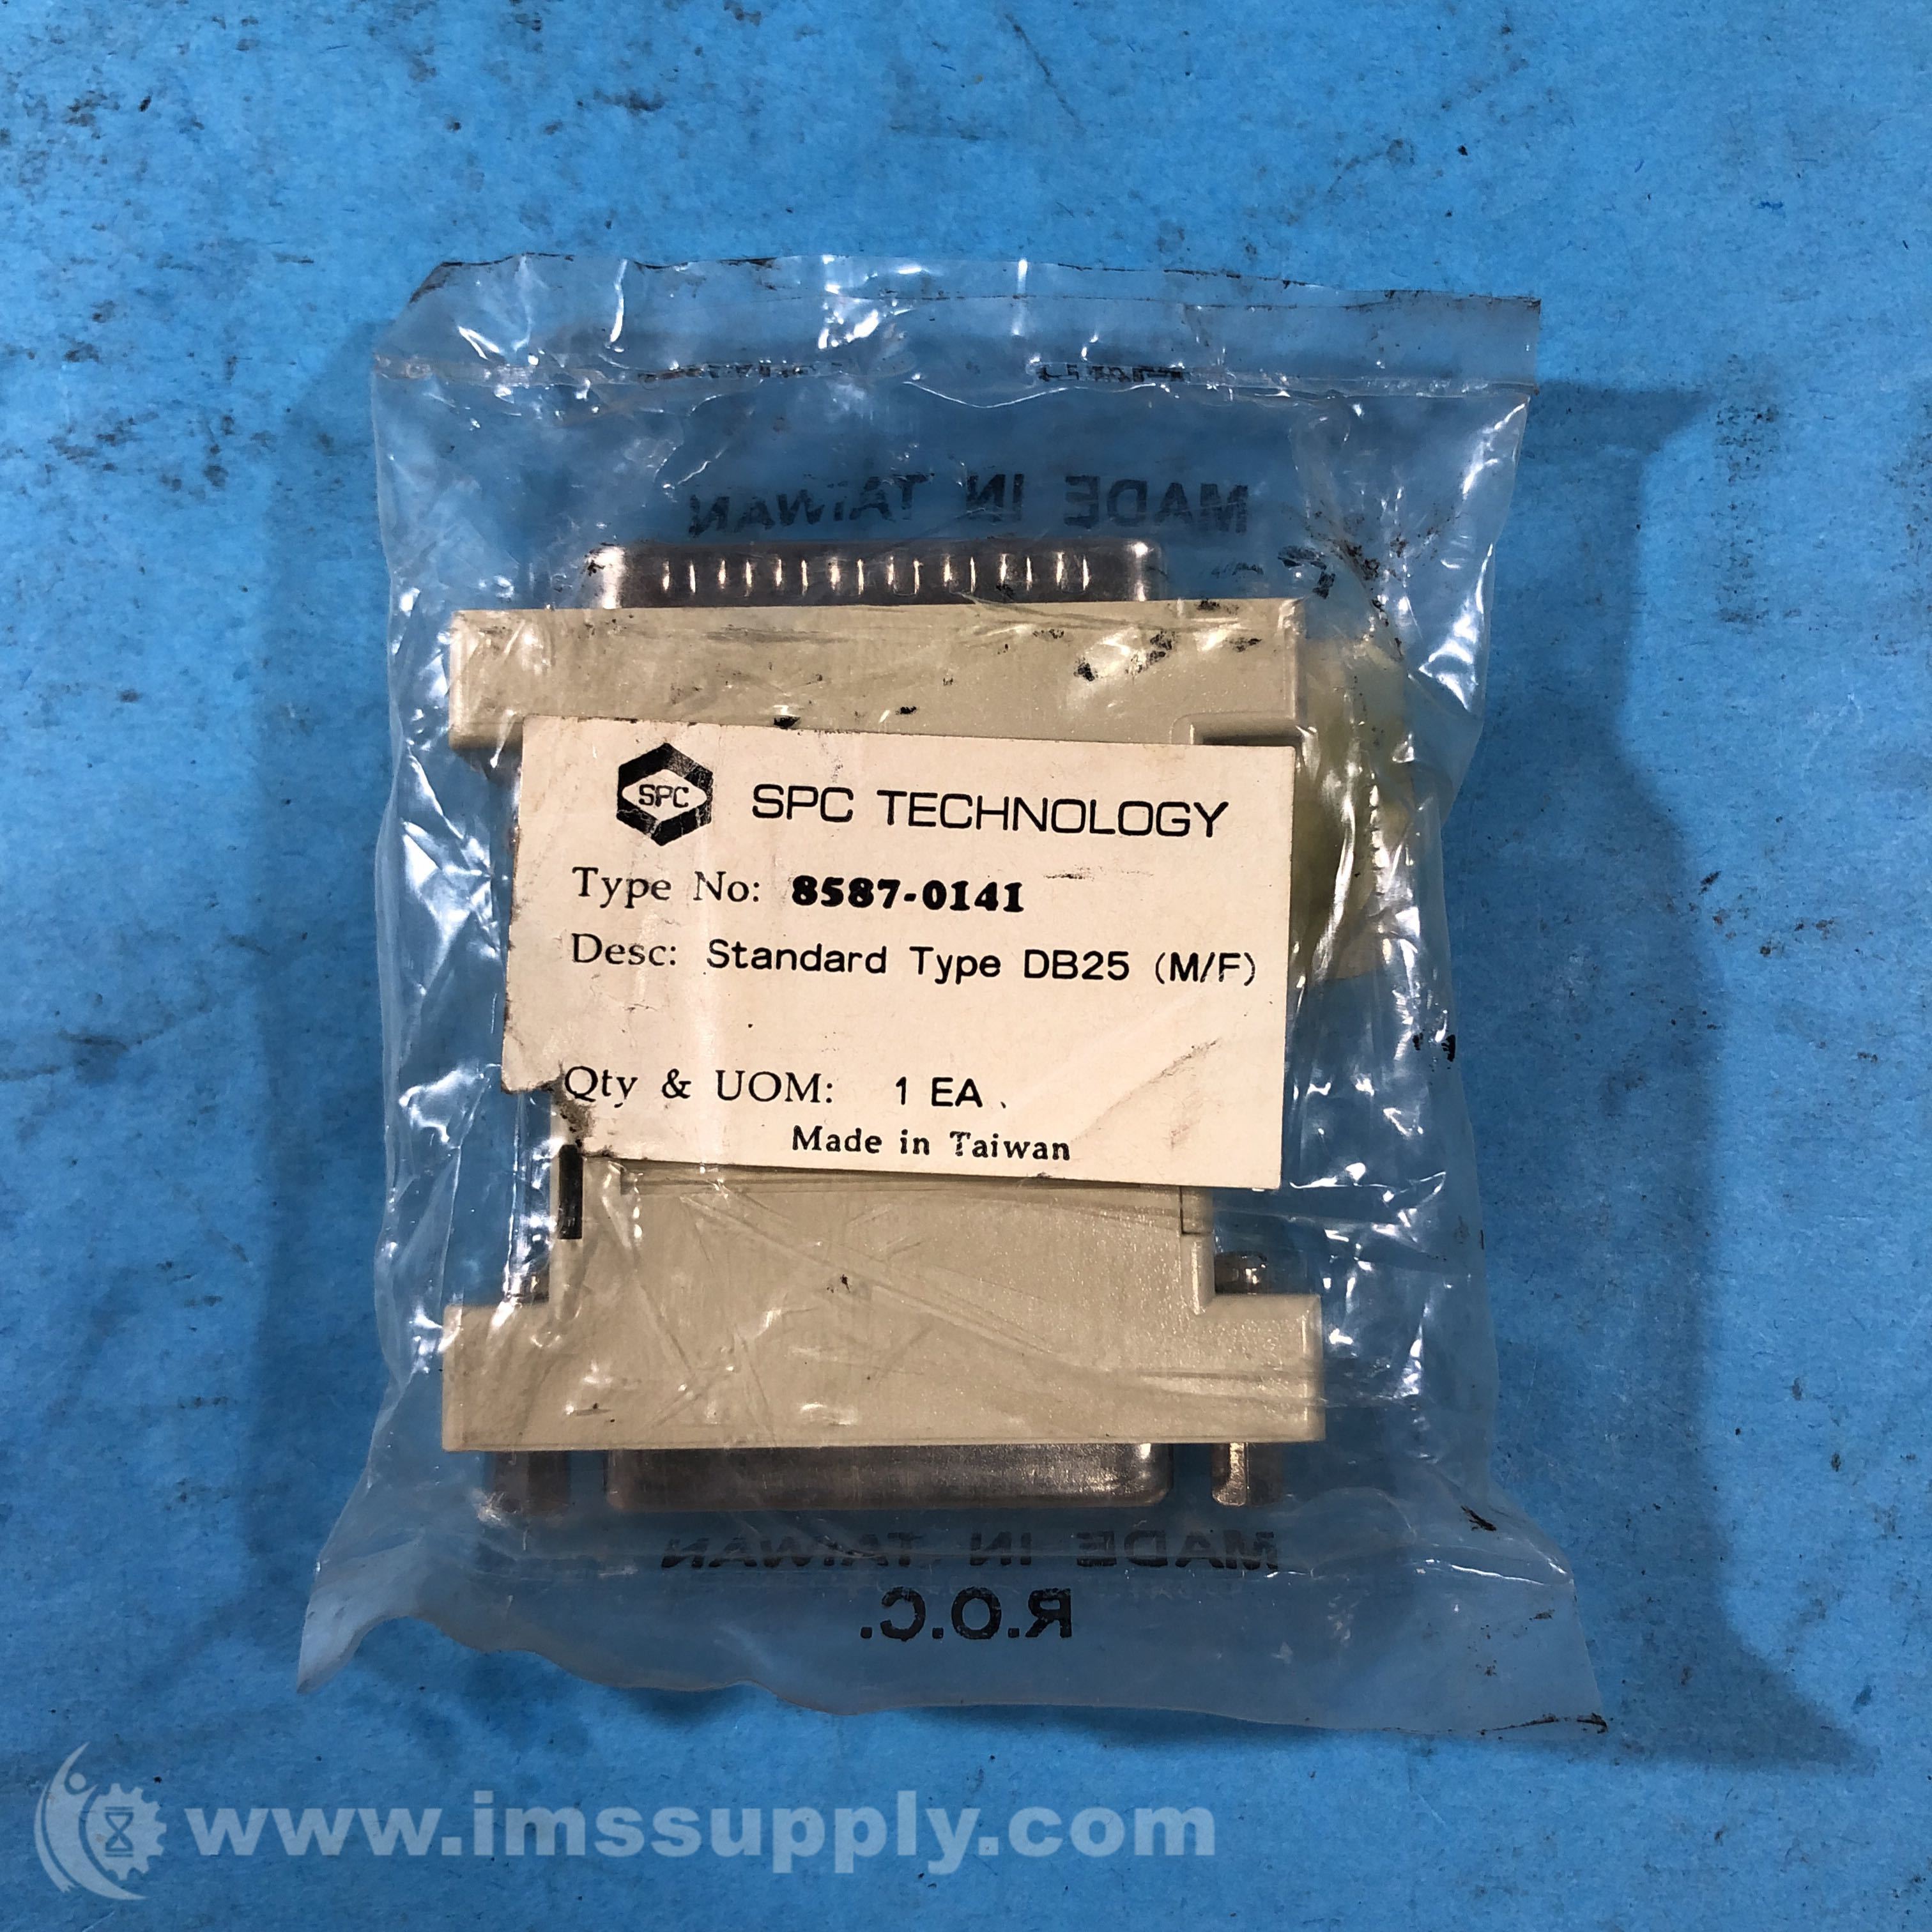 MADE IN TAIWAN
SPC
SPC TECHNOLOGY
Type No: 8587-0141
Desc: Standard Type DB25 (M/F)
Qty & UOM: 1 EA.
Made in Taiwan
MADE IN TAIWAN
R.O.C.
www.imssupply.com